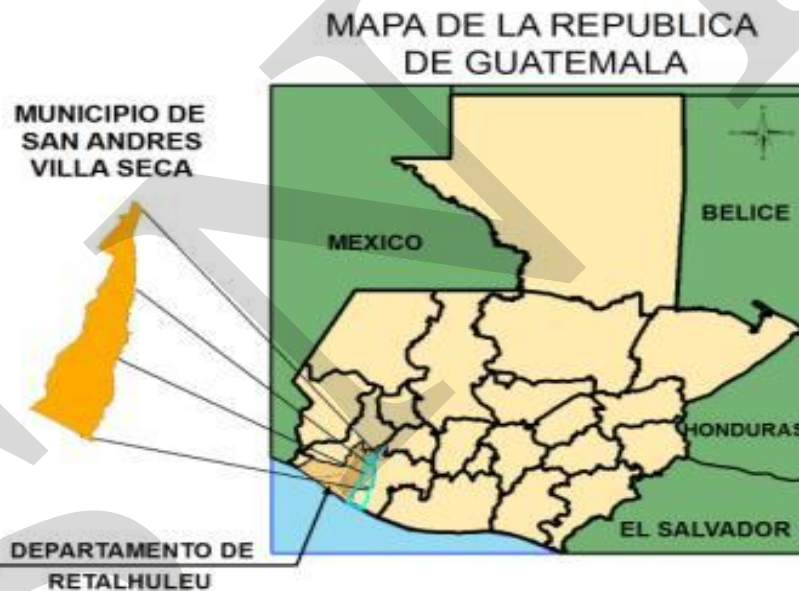 MAPA DE LA REPUBLICA
DE GUATEMALA
MUNICIPIO DE
SAN ANDRES
VILLA SECA
MEXICO
BELICE
HONDURAS
EL SALVADOR
DEPARTAMENTO DE
RETALHULEU